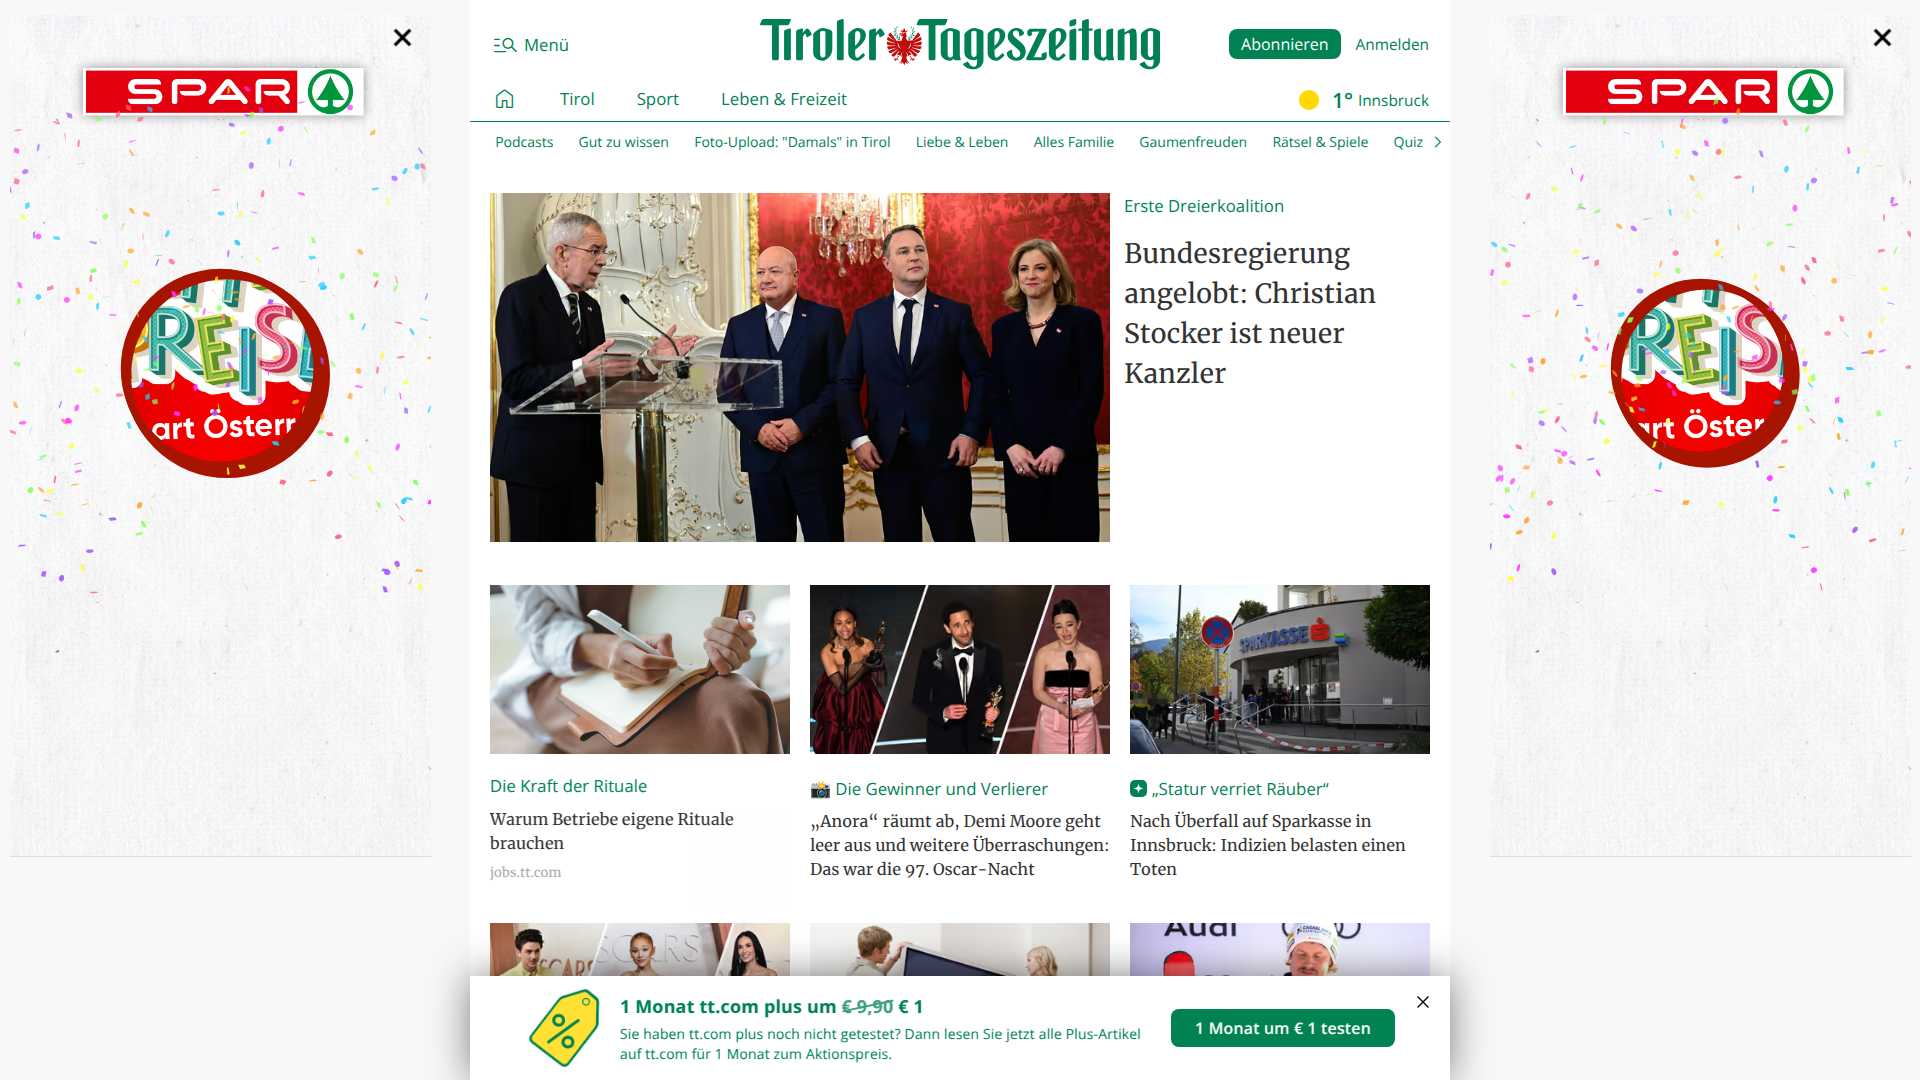 SPAR
REIS
art Österr
Menü
Tiroler Tageszeitung
Abonnieren
Anmelden
Tirol
Sport
Leben & Freizeit
1° Innsbruck
Podcasts
Gut zu wissen
Foto-Upload: "Damals" in Tirol
Liebe & Leben
Alles Familie
Gaumenfreuden
Rätsel & Spiele
Quiz
Erste Dreierkoalition
Bundesregierung
angelobt: Christian
Stocker ist neuer
Kanzler
SPARKASSE
Die Kraft der Rituale
Warum Betriebe eigene Rituale
brauchen
jobs.tt.com
Die Gewinner und Verlierer
„Anora“ räumt ab, Demi Moore geht
leer aus und weitere Überraschungen:
Das war die 97. Oscar-Nacht
„Statur verriet Räuber“
Nach Überfall auf Sparkasse in
Innsbruck: Indizien belasten einen
Toten
SCARS
Audi
1 Monat tt.com plus um € 9,90 € 1
Sie haben tt.com plus noch nicht getestet? Dann lesen Sie jetzt alle Plus-Artikel
auf tt.com für 1 Monat zum Aktionspreis.
1 Monat um € 1 testen
SPAR
REIS
art Öster